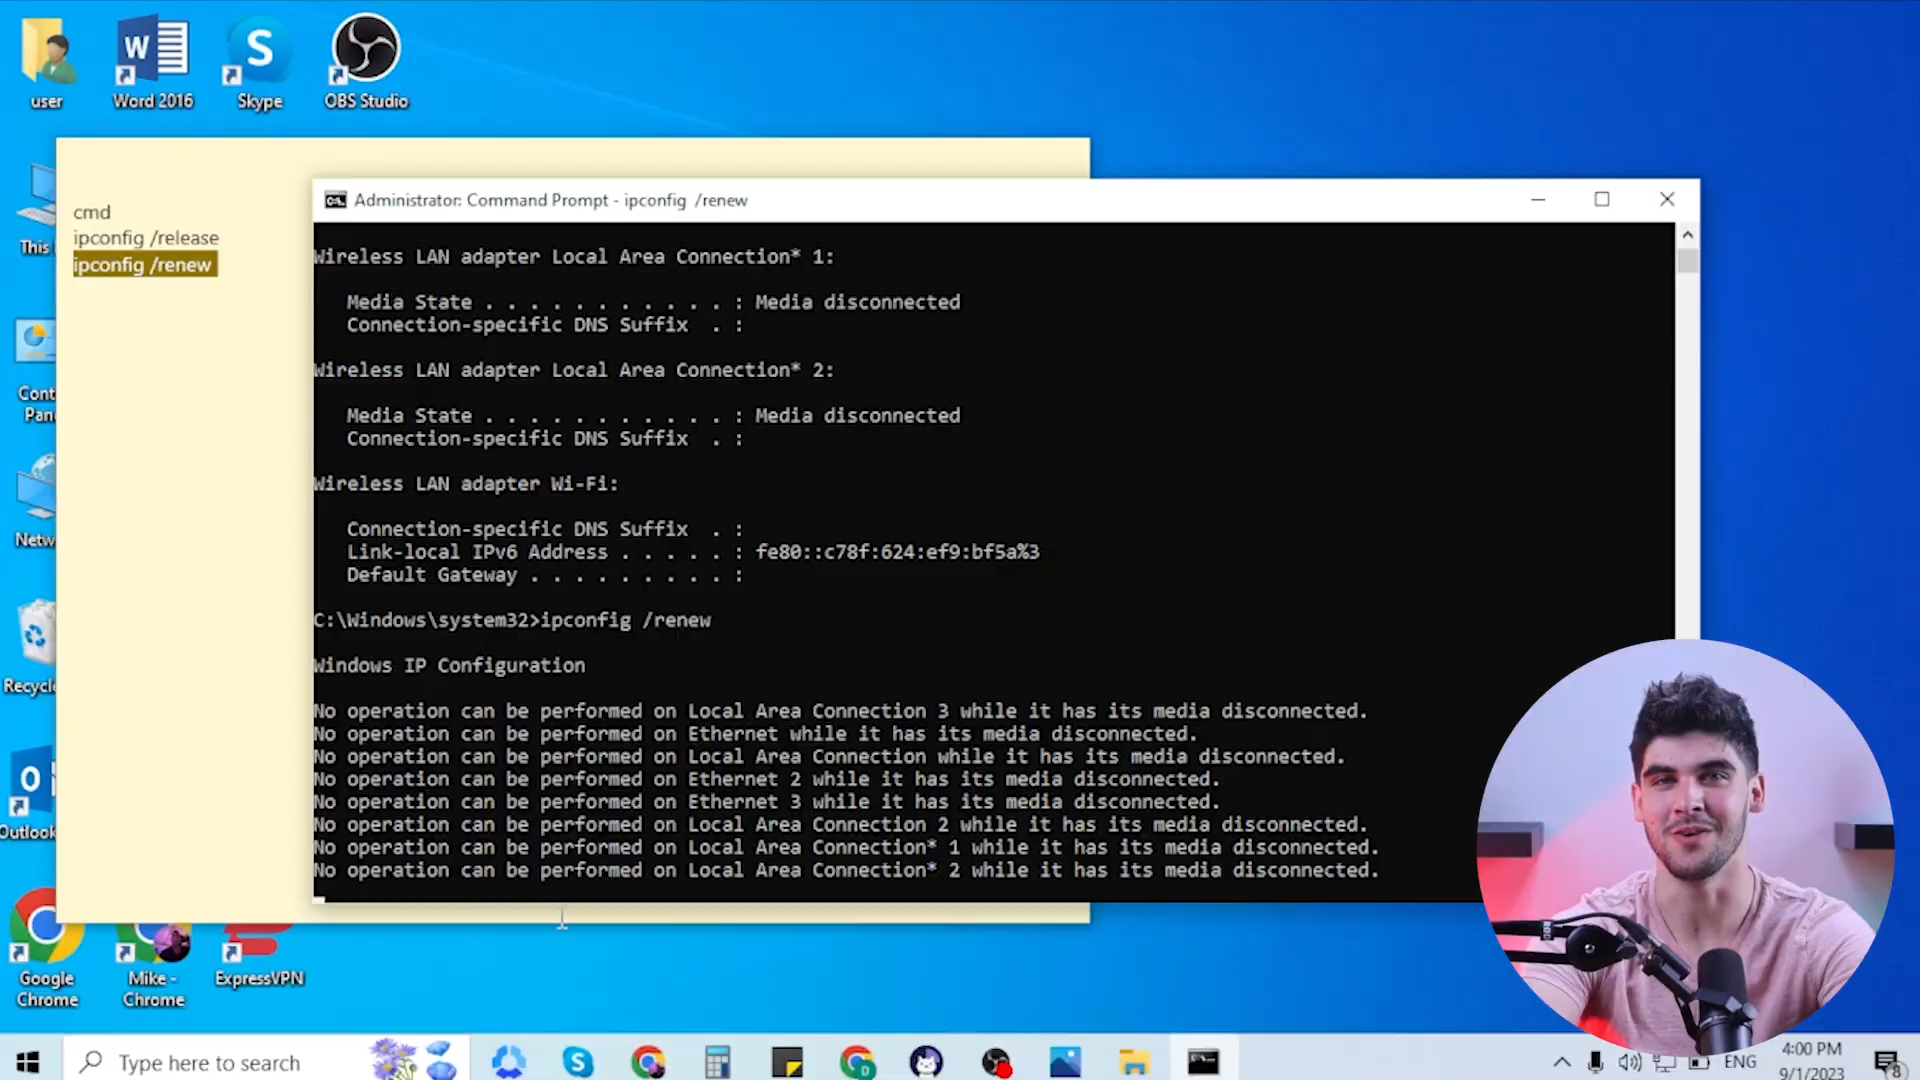 user
Word 2016
Skype
OBS Studio
cmd
ipconfig /release
ipconfig /renew
This
Cont
Pan
Netw
Recycle
Outlook
Google
Chrome
Mike -
Chrome
ExpressVPN
Administrator: Command Prompt - ipconfig /renew
Wireless LAN adapter Local Area Connection* 1:
Media State . . . . . . . . . . . : Media disconnected
Connection-specific DNS Suffix . :
Wireless LAN adapter Local Area Connection* 2:
Media State . . . . . . . . . . . : Media disconnected
Connection-specific DNS Suffix . :
Wireless LAN adapter Wi-Fi:
Connection-specific DNS Suffix . :
Link-local IPv6 Address . . . . . : fe80::c78f:624:ef9:bf5a%3
Default Gateway . . . . . . . . . :
C:\Windows\system32>ipconfig /renew
Windows IP Configuration
No operation can be performed on Local Area Connection 3 while it has its media disconnected.
No operation can be performed on Ethernet while it has its media disconnected.
No operation can be performed on Local Area Connection while it has its media disconnected.
No operation can be performed on Ethernet 2 while it has its media disconnected.
No operation can be performed on Ethernet 3 while it has its media disconnected.
No operation can be performed on Local Area Connection 2 while it has its media disconnected.
No operation can be performed on Local Area Connection* 1 while it has its media disconnected.
No operation can be performed on Local Area Connection* 2 while it has its media disconnected.
Type here to search
ENG
4:00 PM
9/1/2023
8